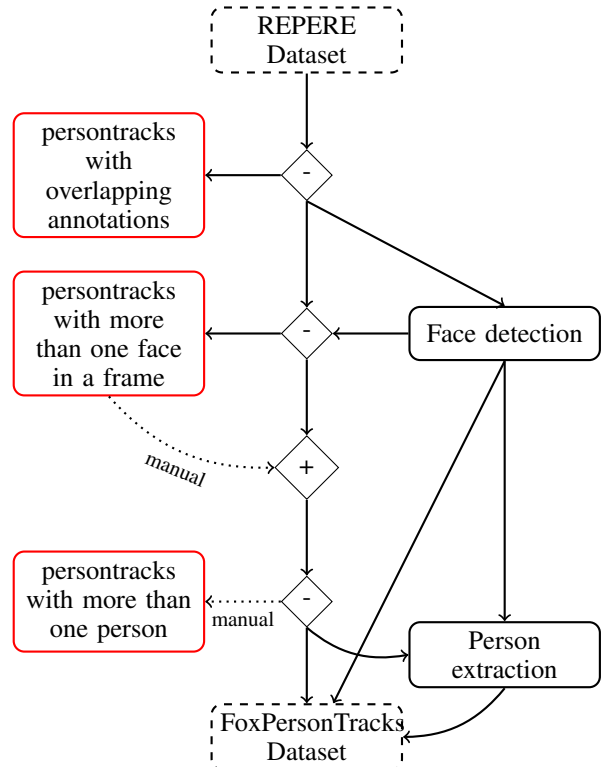 REPERE
Dataset
-
persontracks
with
overlapping
annotations
persontracks
with more
than one face
in a frame
-
Face detection
manual
+
persontracks
with more than
one person
manual
-
Person
extraction
FoxPersonTracks
Dataset